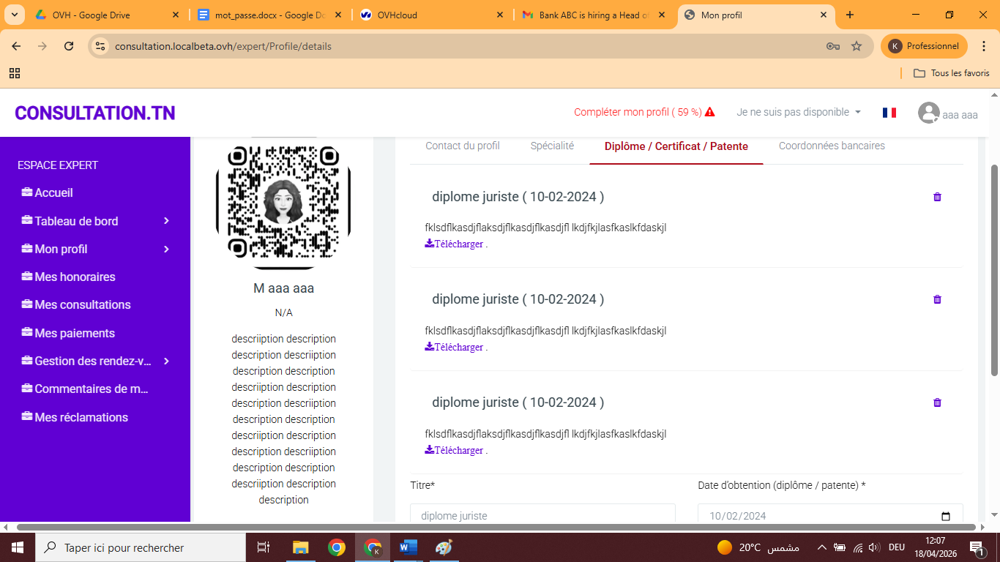 OVH - Google Drive
mot_passe.docx - Google Do
OVHcloud
Bank ABC is hiring a Head of
Mon profil
consultation.localbeta.ovh/expert/Profile/details
K Professionnel
Tous les favoris
CONSULTATION.TN
Compléter mon profil ( 59 %)
Je ne suis pas disponible
aaa aaa
ESPACE EXPERT
Accueil
Tableau de bord
Mon profil
Mes honoraires
Mes consultations
Mes paiements
Gestion des rendez-v...
Commentaires de m...
Mes réclamations
M aaa aaa
N/A
descriiption description
description descriiption
description description
descriiption description
description descriiption
description description
descriiption description
description descriiption
description description
descriiption description
description
Contact du profil
Spécialité
Diplôme / Certificat / Patente
Coordonnées bancaires
diplome juriste ( 10-02-2024 )
fklsdflkasdjflaksdjflkasdjflkasdjfl lkdjfkjlasfkaslkfdaskjl
Télécharger .
diplome juriste ( 10-02-2024 )
fklsdflkasdjflaksdjflkasdjflkasdjfl lkdjfkjlasfkaslkfdaskjl
Télécharger .
diplome juriste ( 10-02-2024 )
fklsdflkasdjflaksdjflkasdjflkasdjfl lkdjfkjlasfkaslkfdaskjl
Télécharger .
Titre*
Date d'obtention (diplôme / patente) *
diplome juriste
10/02/2024
Taper ici pour rechercher
K
20°C مشمس
DEU
12:07
18/04/2026
1